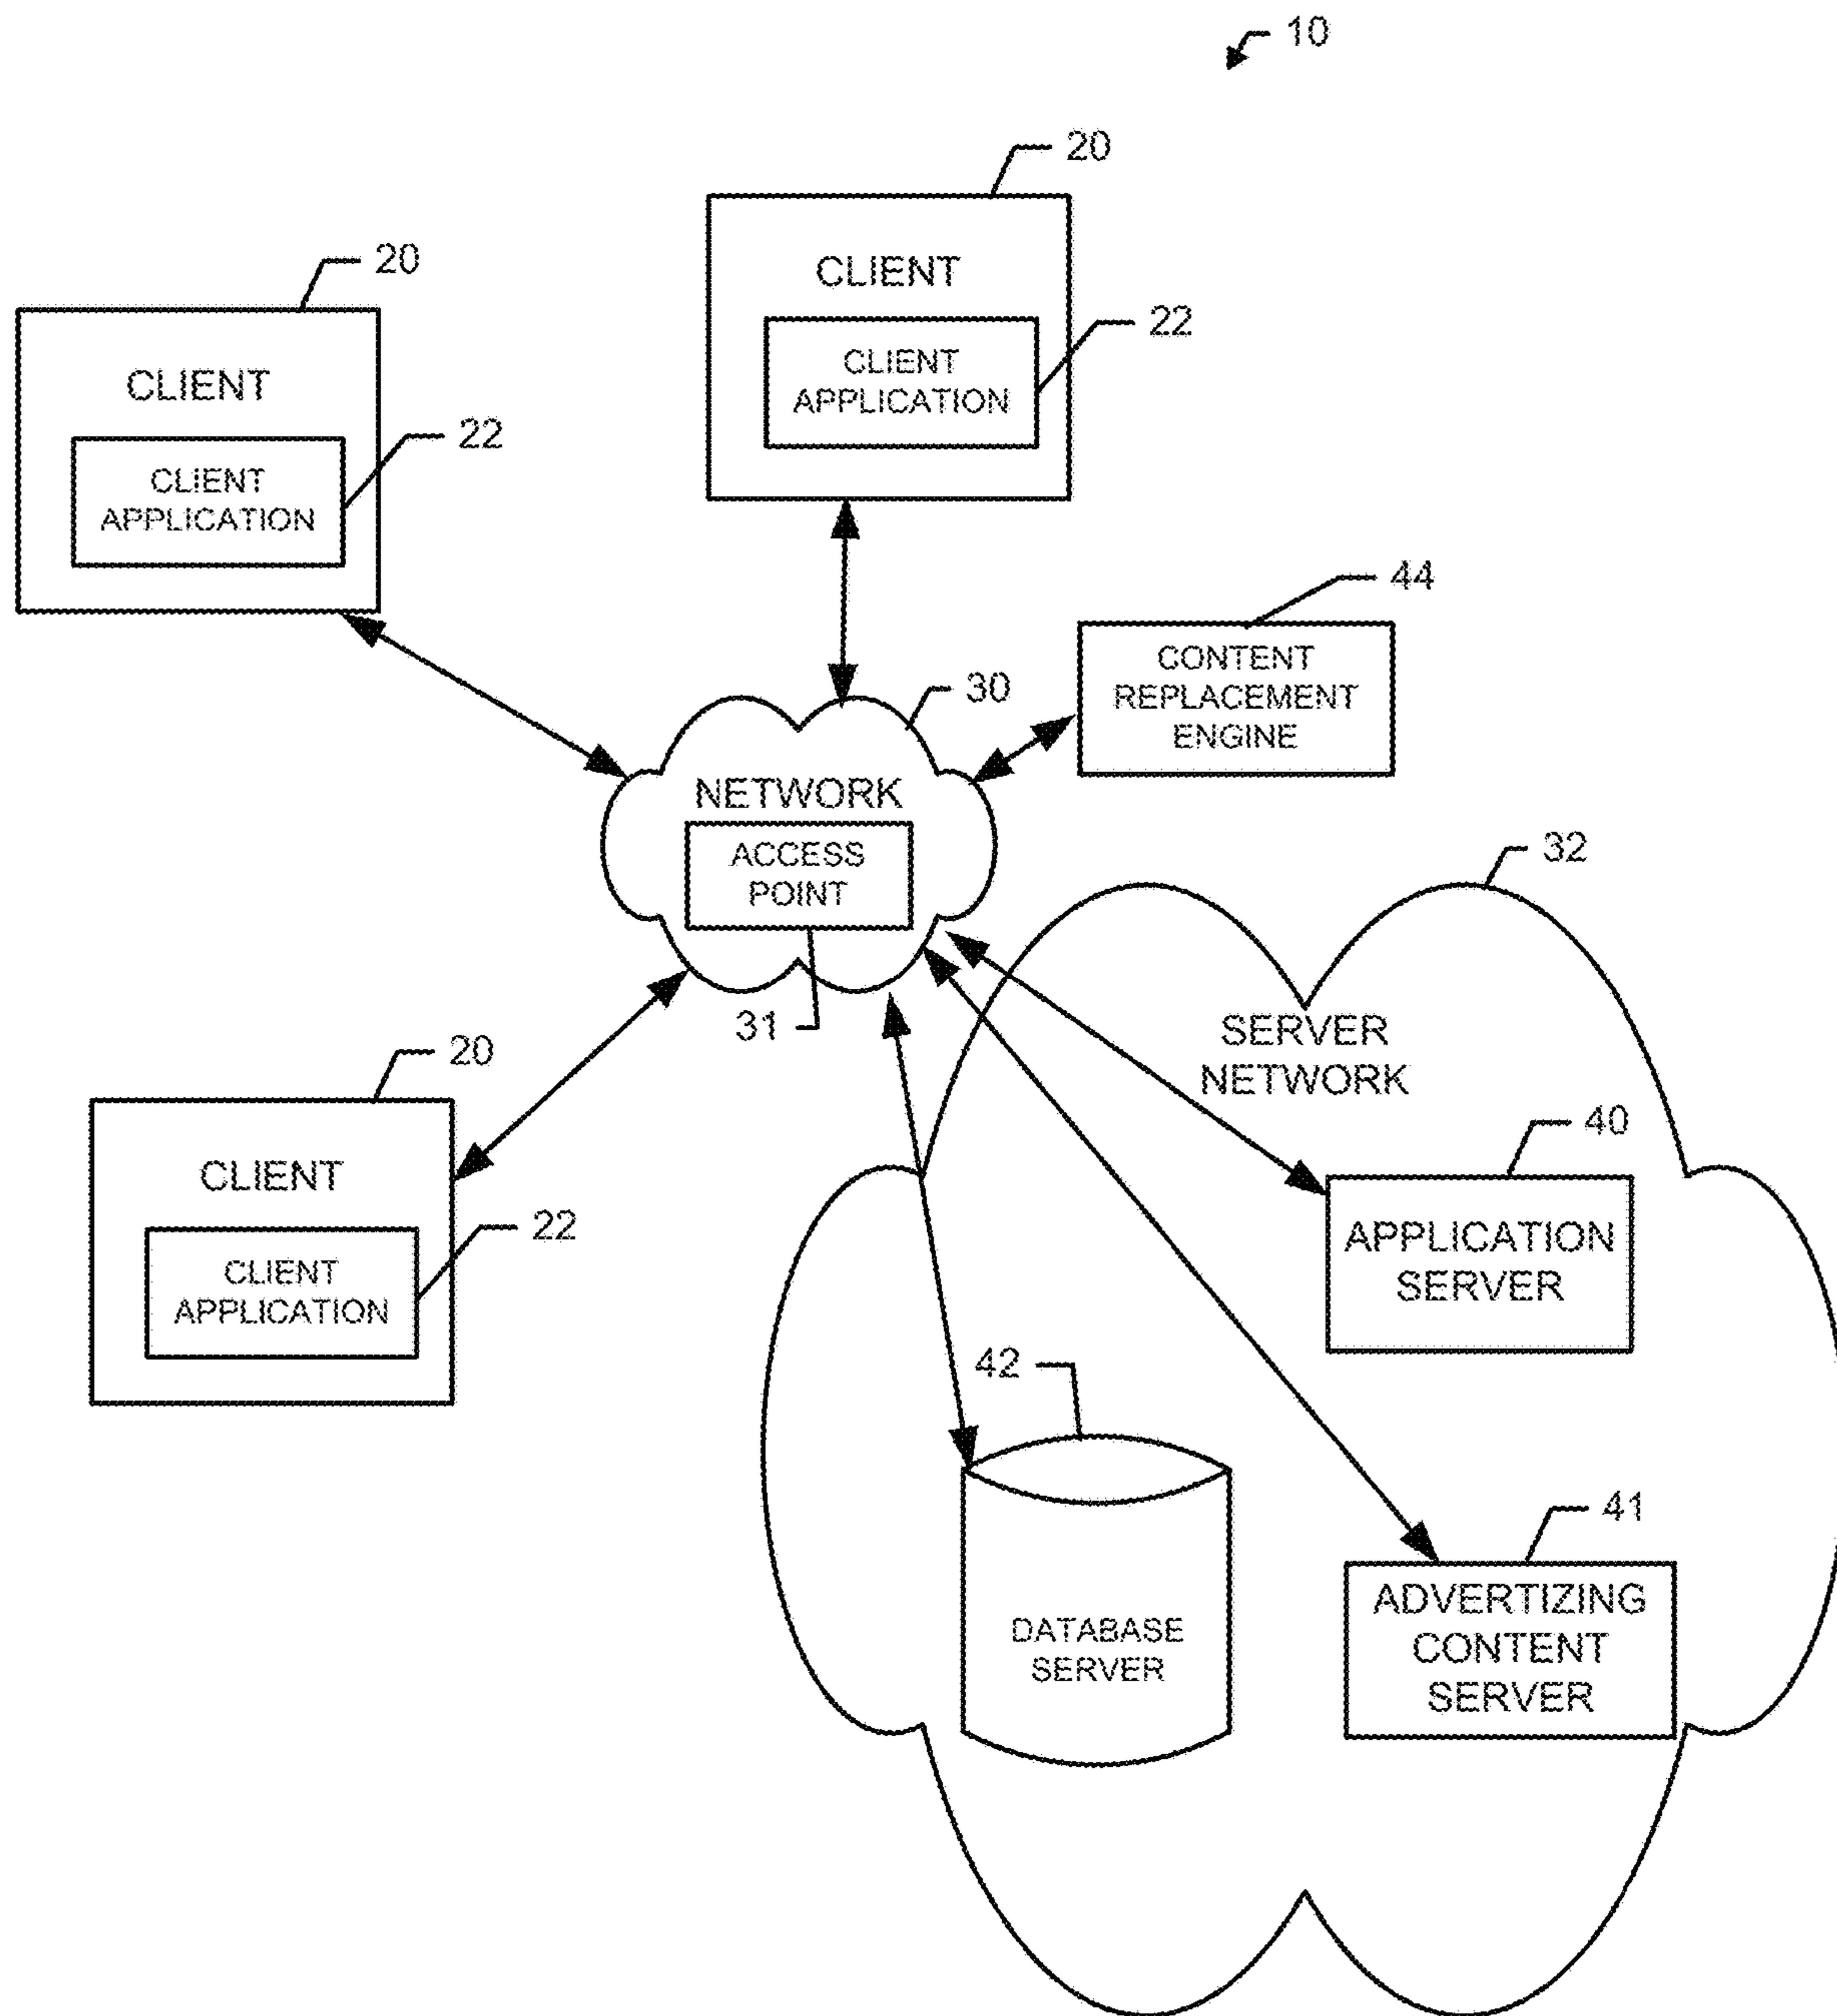 10
20
CLIENT
22
CLIENT
APPLICATION
20
CLIENT
22
CLIENT
APPLICATION
44
CONTENT
REPLACEMENT
ENGINE
30
NETWORK
ACCESS
POINT
31
32
SERVER
NETWORK
20
CLIENT
22
CLIENT
APPLICATION
40
APPLICATION
SERVER
42
DATABASE
SERVER
41
ADVERTIZING
CONTENT
SERVER